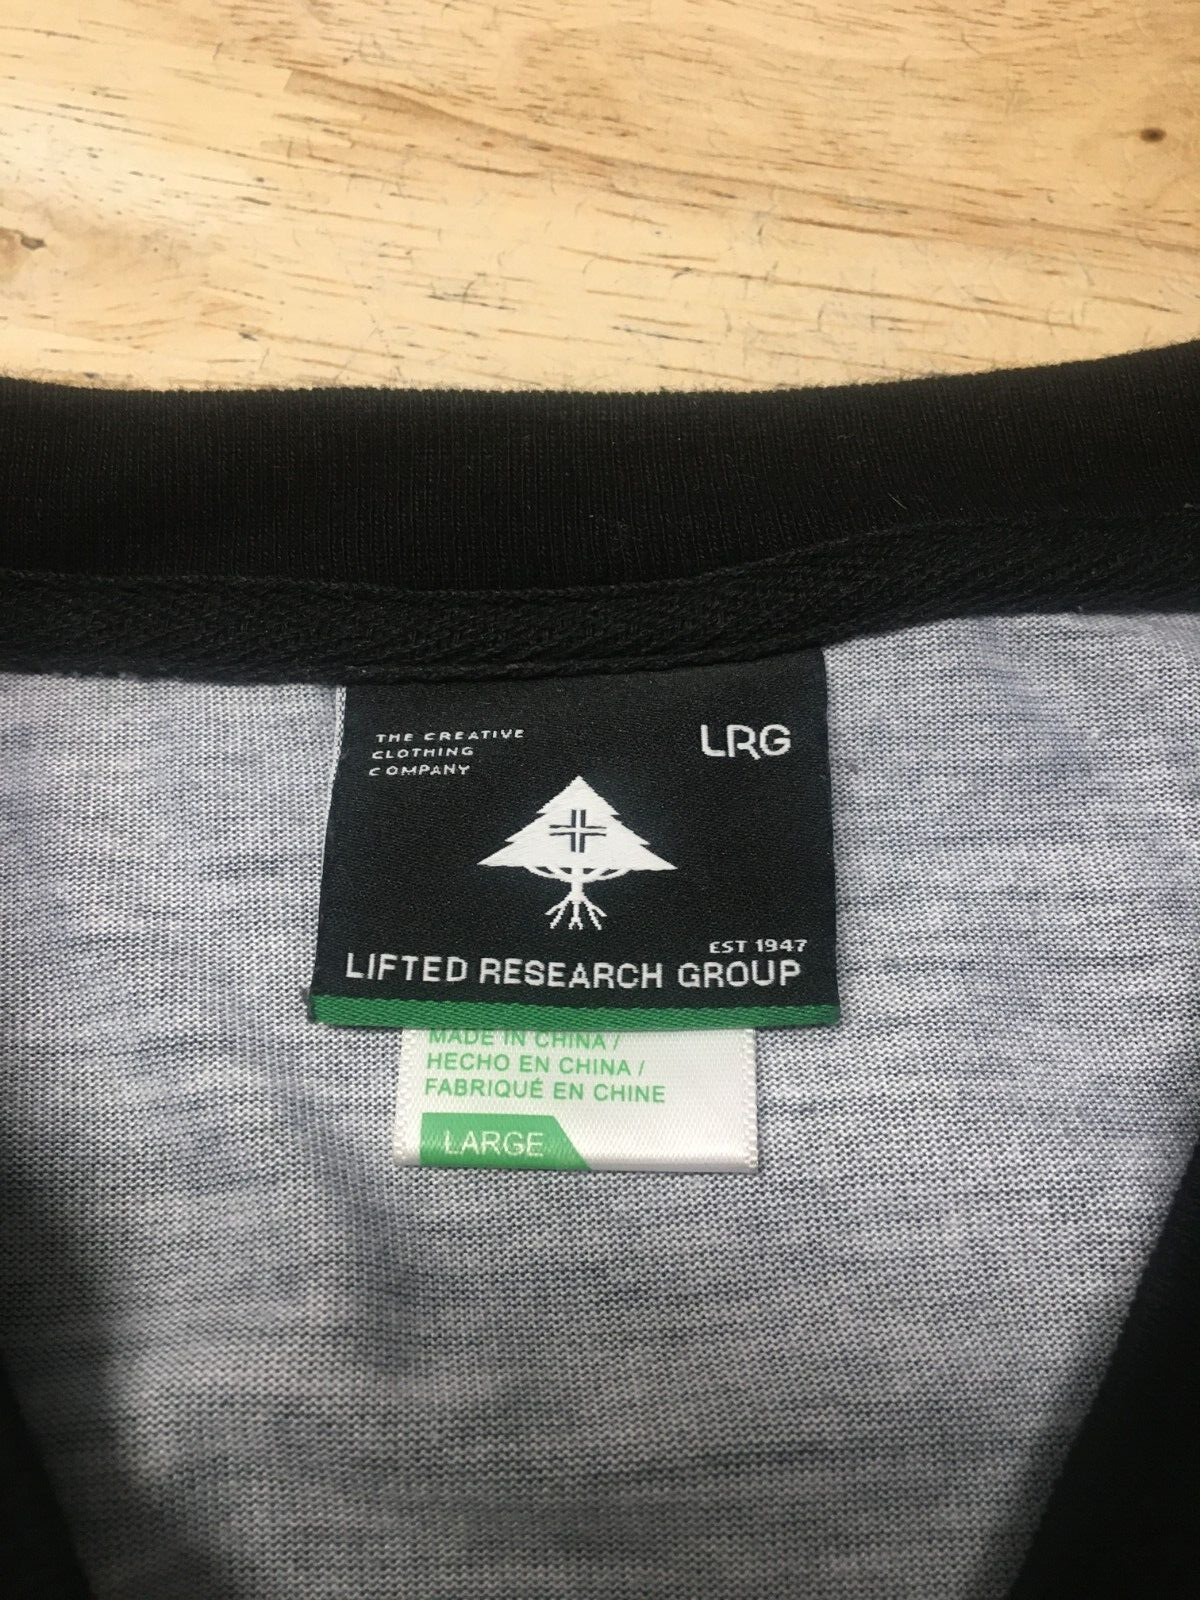 THE CREATIVE
CLOTHING
COMPANY
LRG
EST 1947
LIFTED RESEARCH GROUP
MADE IN CHINA /
HECHO EN CHINA /
FABRIQUÉ EN CHINE
LARGE